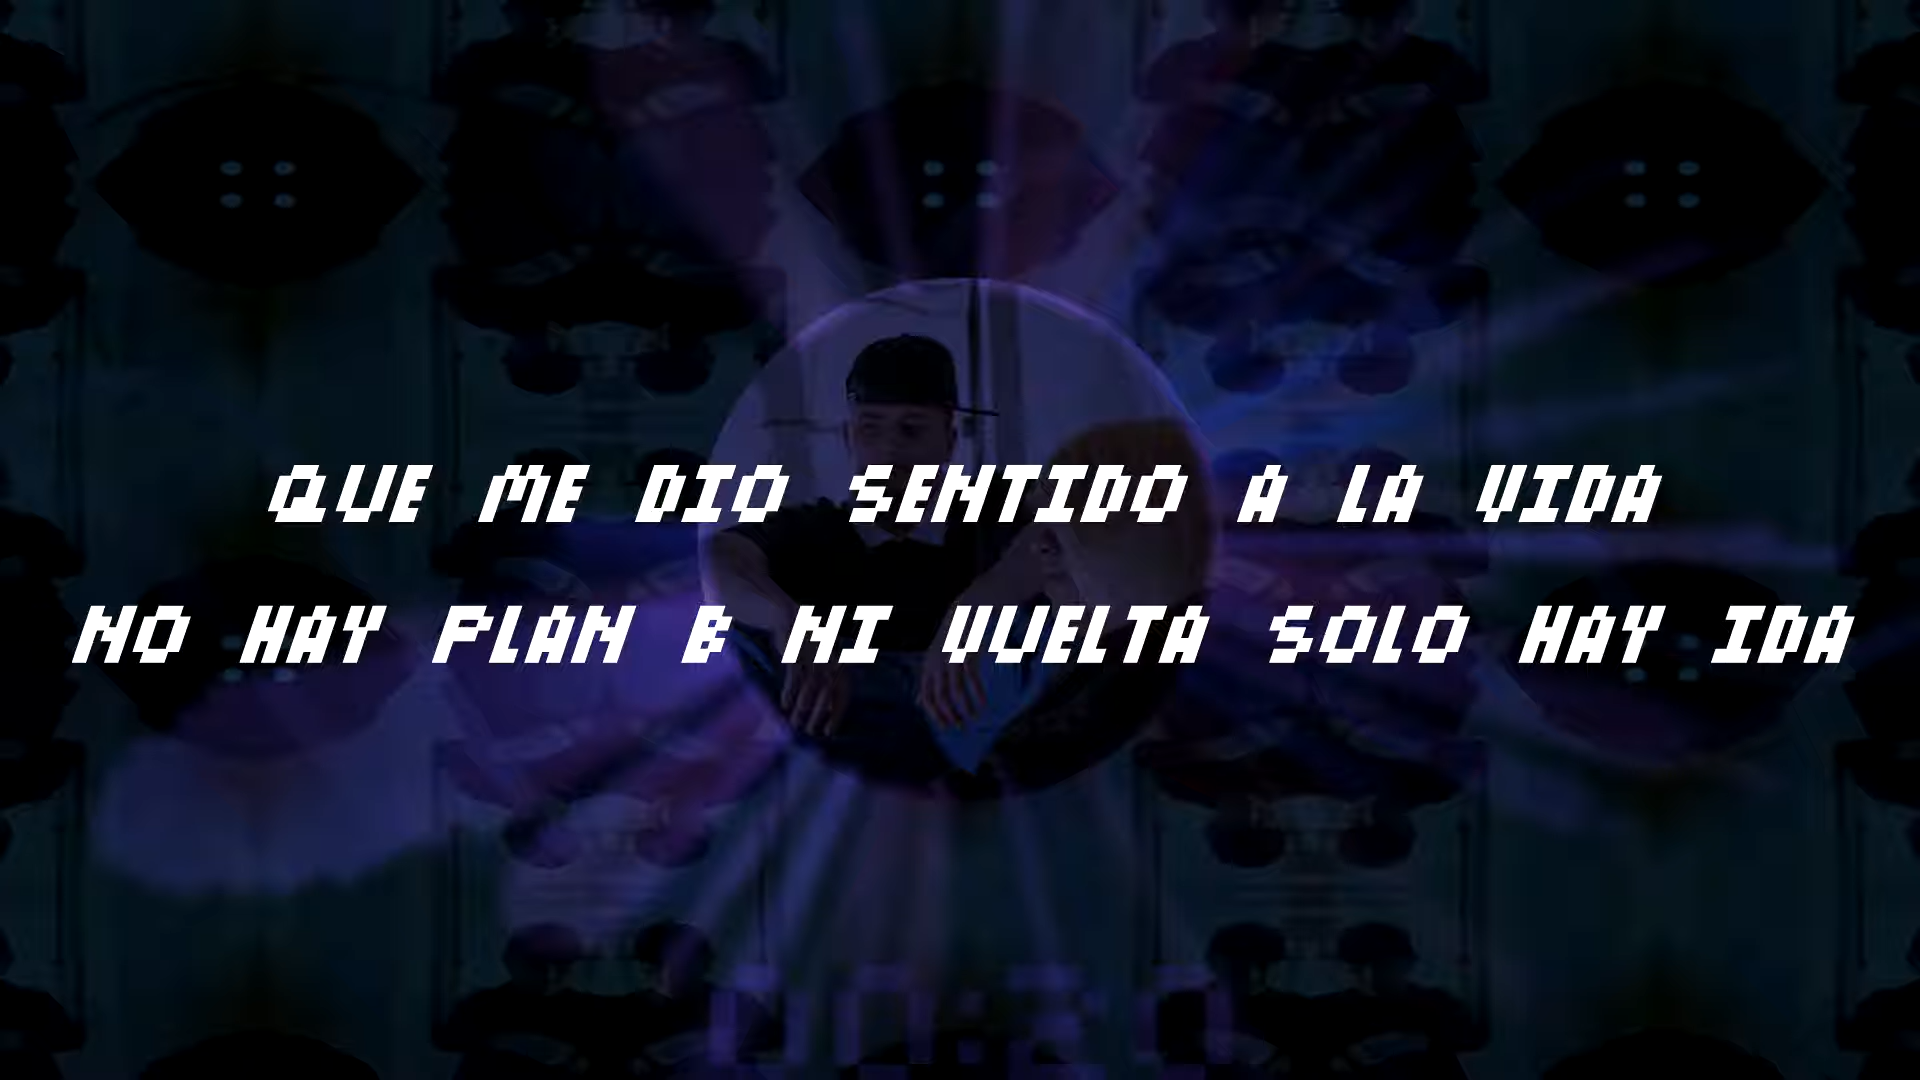 QUE ME DIO SENTIDO A LA VIDA
NO HAY PLAN B NI VUELTA SOLO HAY IDA